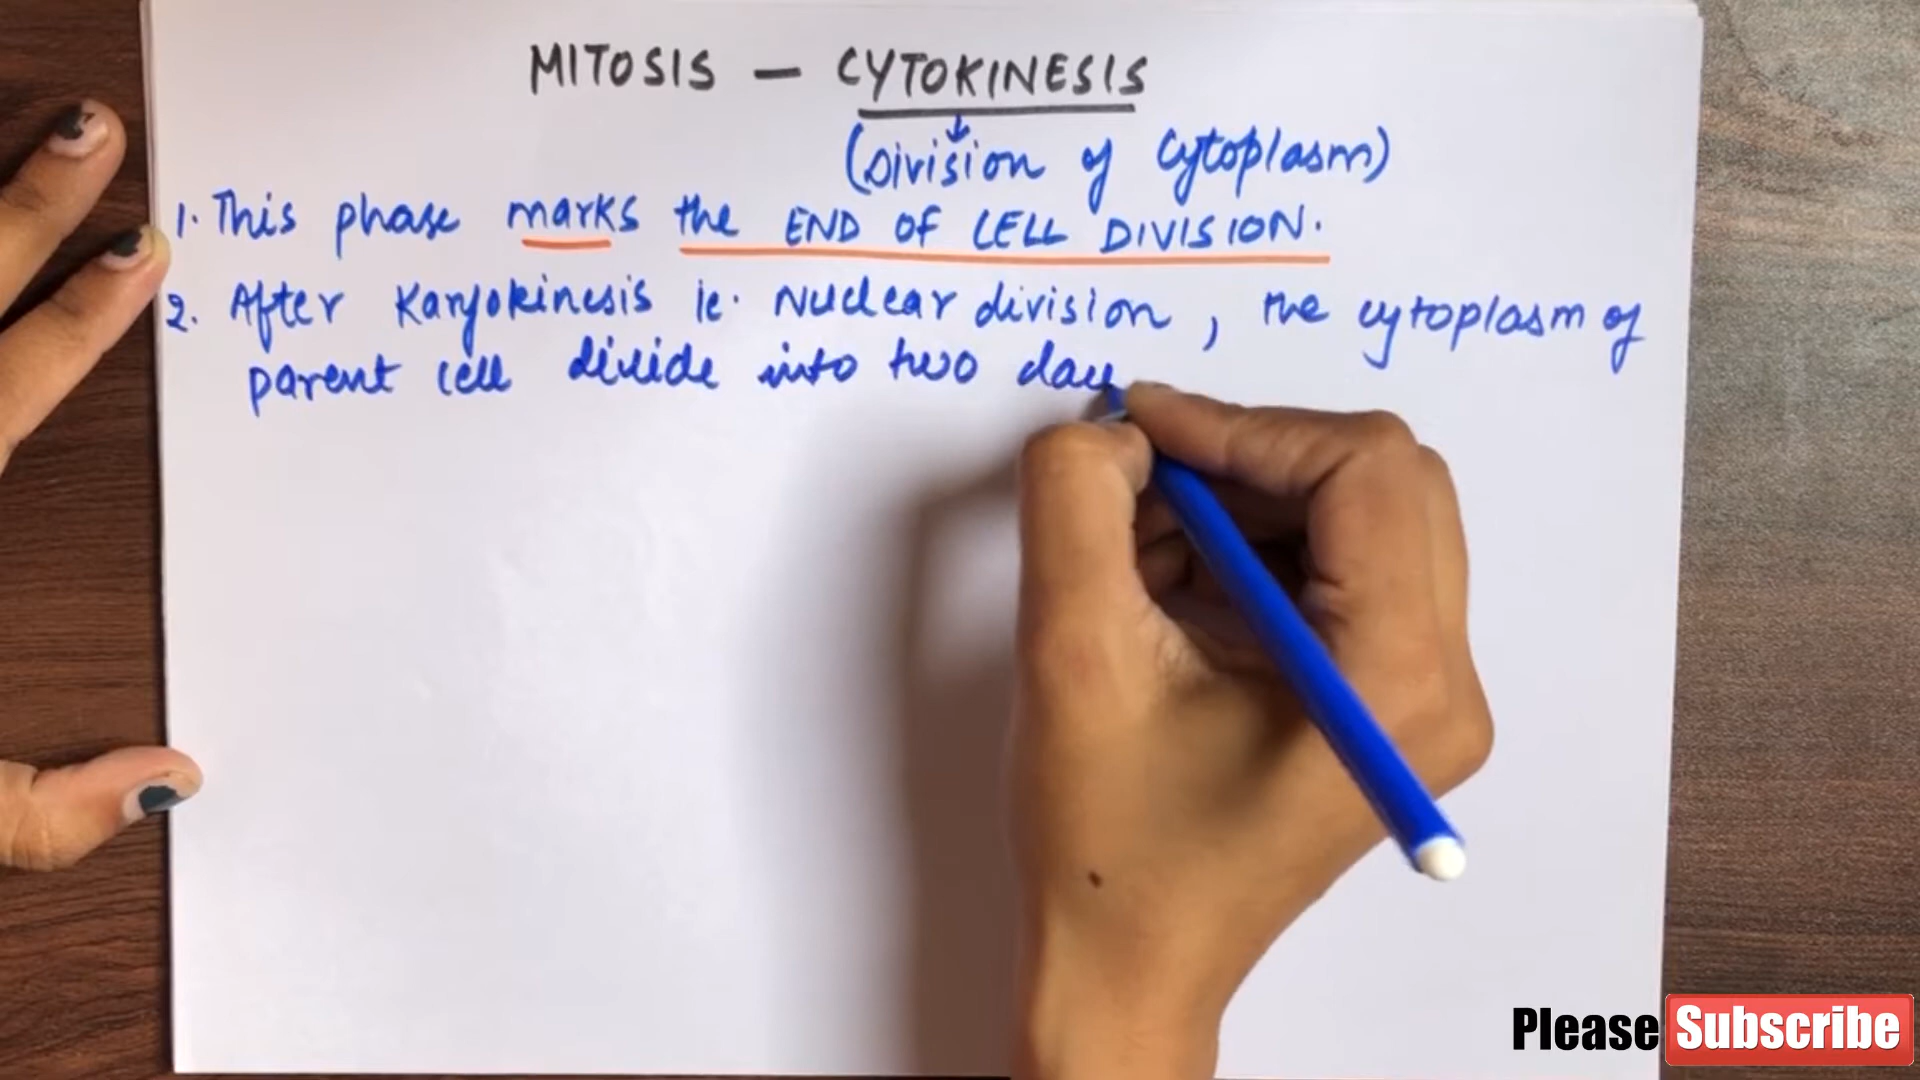 MITOSIS — CYTOKINESIS
(Division of Cytoplasm)
1. This phase marks the END OF CELL DIVISION.
2. After Karyokinesis ie. Nuclear division, the cytoplasm of
parent cell divide into two dau
Please Subscribe